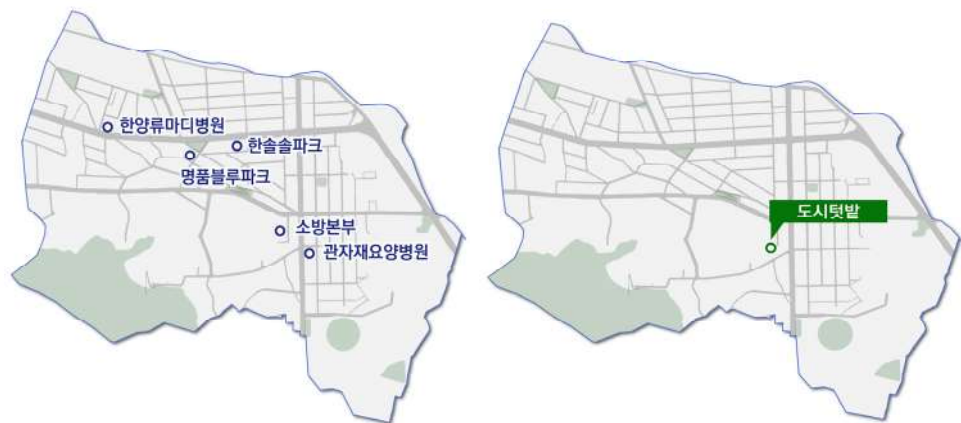 한양류마디병원
한솔솔파크
명품블루파크
소방본부
관자재요양병원
도시텃밭